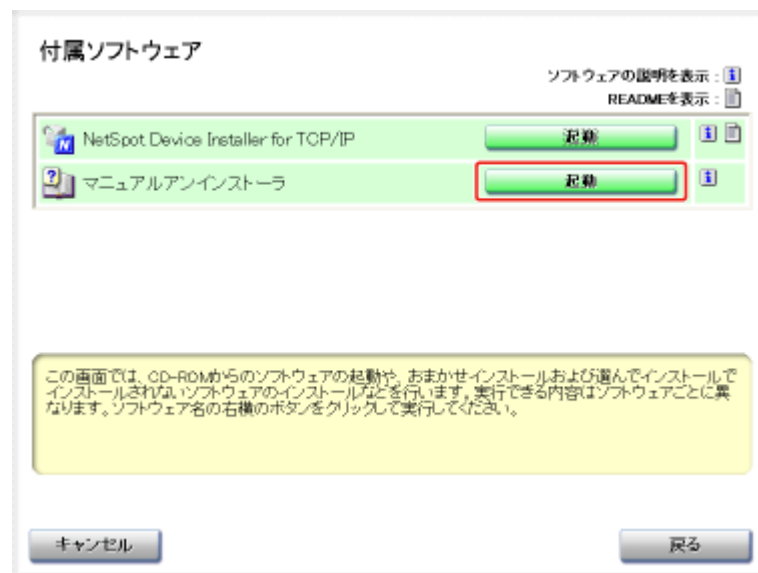 付属ソフトウェア
ソフトウェアの説明を表示 :
READMEを表示 :
NetSpot Device Installer for TCP/IP 起動
マニュアルアンインストーラ 起動
この画面では、CD-ROMからのソフトウェアの起動や、おまかせインストールおよび選んでインストールで
インストールされないソフトウェアのインストールなどを行います。実行できる内容はソフトウェアごとに異
なります。ソフトウェア名の右横のボタンをクリックして実行してください。
キャンセル 戻る